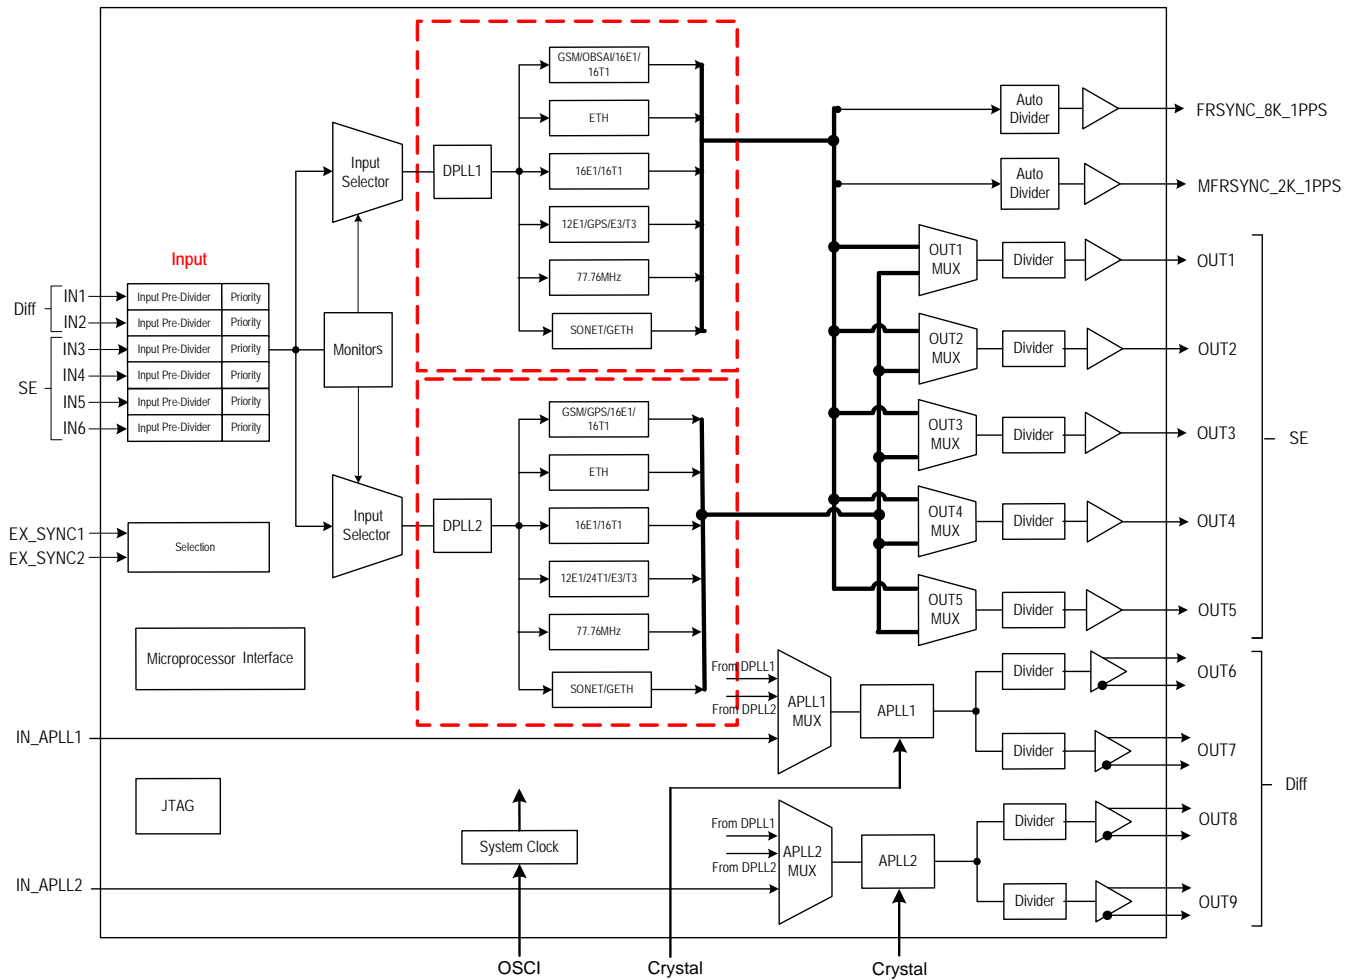 GSM/OBSAI/16E1/
16T1
ETH
16E1/16T1
12E1/GPS/E3/T3
77.76MHz
SONET/GETH
Input
Selector
DPLL1
Auto
Divider
FRSYNC_8K_1PPS
Auto
Divider
MFRSYNC_2K_1PPS
Input
Diff
IN1
Input Pre-Divider Priority
IN2
Input Pre-Divider Priority
SE
IN3
Input Pre-Divider Priority
IN4
Input Pre-Divider Priority
IN5
Input Pre-Divider Priority
IN6
Input Pre-Divider Priority
Monitors
OUT1
MUX
Divider
OUT1
OUT2
MUX
Divider
OUT2
OUT3
MUX
Divider
OUT3
SE
OUT4
MUX
Divider
OUT4
OUT5
MUX
Divider
OUT5
GSM/GPS/16E1/
16T1
ETH
16E1/16T1
12E1/24T1/E3/T3
77.76MHz
SONET/GETH
Input
Selector
DPLL2
EX_SYNC1
EX_SYNC2
Selection
Microprocessor Interface
From DPLL1
From DPLL2
APLL1
MUX
APLL1
Divider
OUT6
Divider
OUT7
IN_APLL1
JTAG
System Clock
From DPLL1
From DPLL2
APLL2
MUX
APLL2
Divider
OUT8
Divider
OUT9
Diff
IN_APLL2
OSCI
Crystal
Crystal